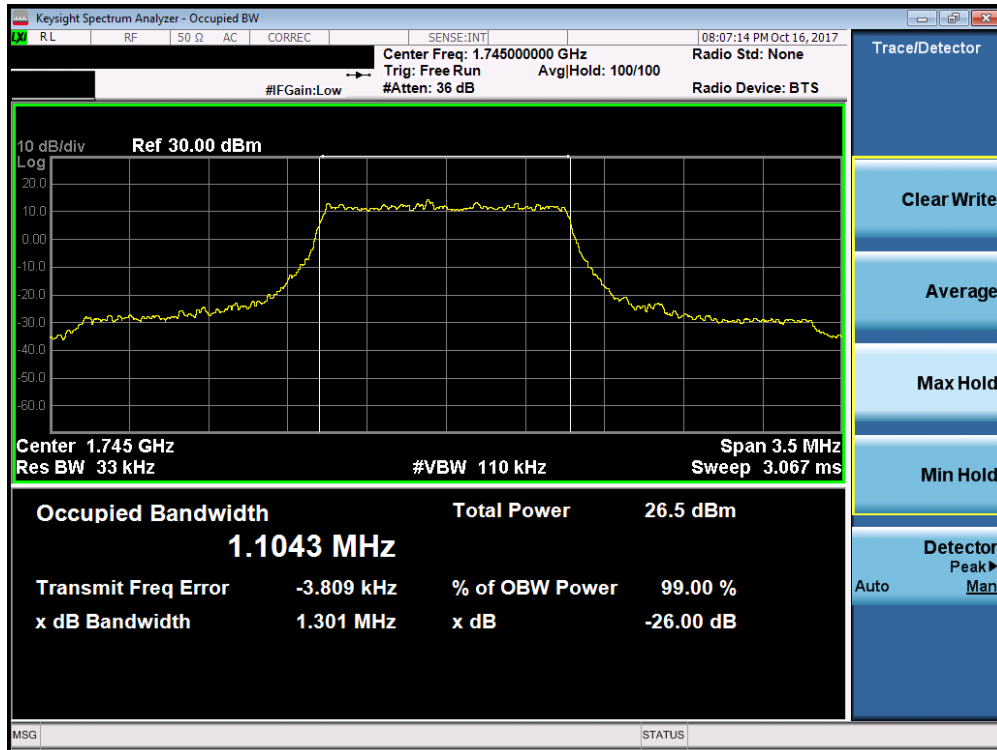 Keysight Spectrum Analyzer - Occupied BW
LXI RL RF 50 Ω AC CORREC SENSE:INT 08:07:14 PM Oct 16, 2017
Center Freq: 1.745000000 GHz Radio Std: None
Trig: Free Run Avg|Hold: 100/100
#IFGain:Low #Atten: 36 dB Radio Device: BTS
10 dB/div Ref 30.00 dBm
Log
20.0
10.0
0.00
-10.0
-20.0
-30.0
-40.0
-50.0
-60.0
Center 1.745 GHz Span 3.5 MHz
Res BW 33 kHz #VBW 110 kHz Sweep 3.067 ms
Occupied Bandwidth Total Power 26.5 dBm
1.1043 MHz
Transmit Freq Error -3.809 kHz % of OBW Power 99.00 %
x dB Bandwidth 1.301 MHz x dB -26.00 dB
MSG STATUS
Trace/Detector
Clear Write
Average
Max Hold
Min Hold
Detector
Peak▶
Auto Man